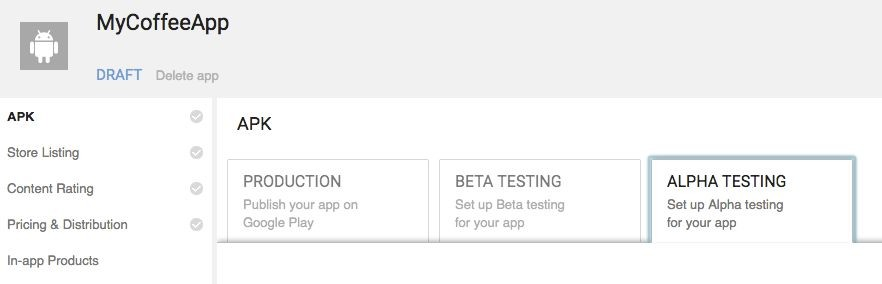 MyCoffeeApp
DRAFT Delete app
APK
Store Listing
Content Rating
Pricing & Distribution
In-app Products
APK
PRODUCTION
Publish your app on
Google Play
BETA TESTING
Set up Beta testing
for your app
ALPHA TESTING
Set up Alpha testing
for your app